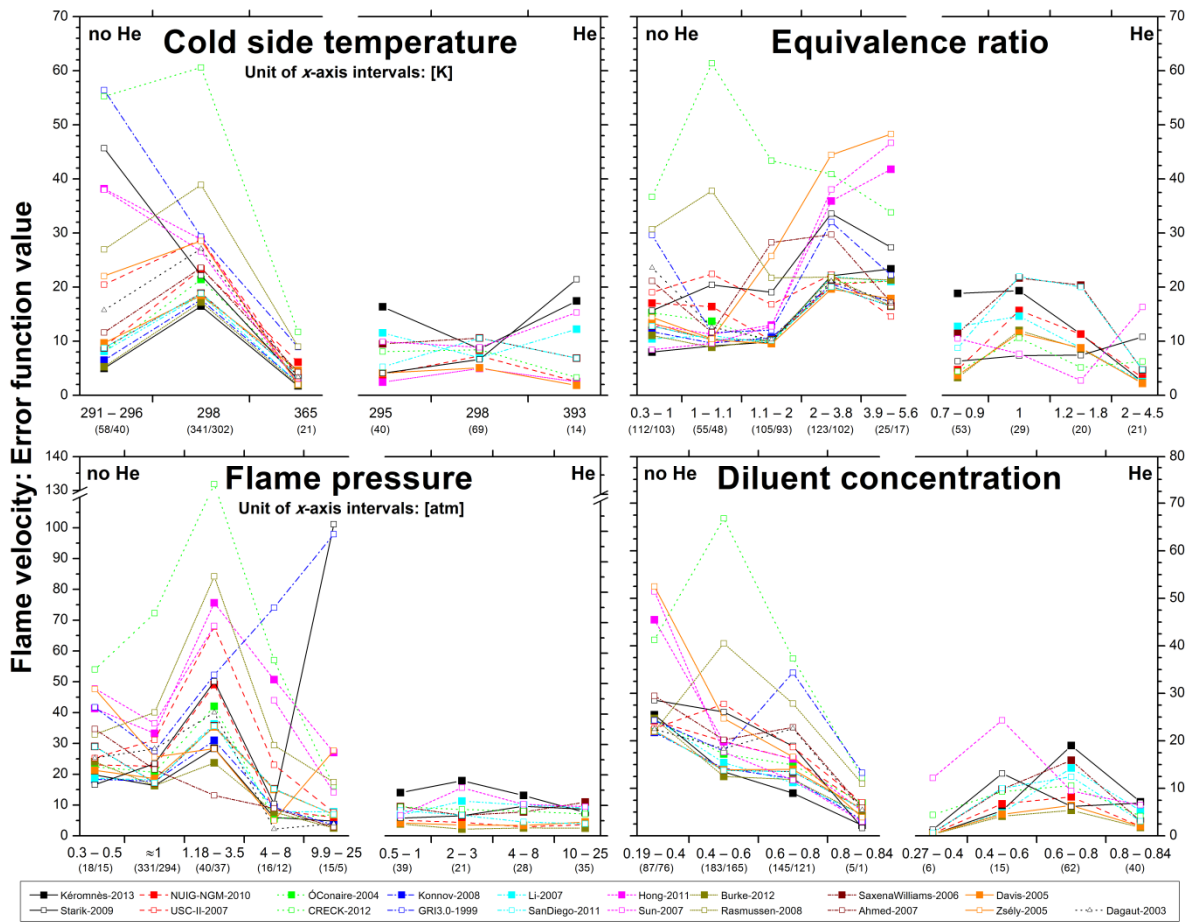 Flame velocity: Error function value
no He
Cold side temperature
He
Unit of x-axis intervals: [K]
70
60
50
40
30
20
10
0
291 – 296
298
365
295
298
393
(58/40)
(341/302)
(21)
(40)
(69)
(14)
no He
Equivalence ratio
He
70
60
50
40
30
20
10
0
0.3 – 1
1 – 1.1
1.1 – 2
2 – 3.8
3.9 – 5.6
0.7 – 0.9
1
1.2 – 1.8
2 – 4.5
(112/103)
(55/48)
(105/93)
(123/102)
(25/17)
(53)
(29)
(20)
(21)
no He
Flame pressure
He
Unit of x-axis intervals: [atm]
140
130
100
90
80
70
60
50
40
30
20
10
0
0.3 – 0.5
≈1
1.18 – 3.5
4 – 8
9.9 – 25
0.5 – 1
2 – 3
4 – 8
10 – 25
(18/15)
(331/294)
(40/37)
(16/12)
(15/5)
(39)
(21)
(28)
(35)
no He
Diluent concentration
He
80
70
60
50
40
30
20
10
0
0.19 – 0.4
0.4 – 0.6
0.6 – 0.8
0.8 – 0.84
0.27 – 0.4
0.4 – 0.6
0.6 – 0.8
0.8 – 0.84
(87/76)
(183/165)
(145/121)
(5/1)
(6)
(15)
(62)
(40)
Kéromnès-2013
NUIG-NGM-2010
ÓConaire-2004
Konnov-2008
Li-2007
Hong-2011
Burke-2012
SaxenaWilliams-2006
Davis-2005
Starik-2009
USC-II-2007
CRECK-2012
GRI3.0-1999
SanDiego-2011
Sun-2007
Rasmussen-2008
Ahmed-2007
Zsély-2005
Dagaut-2003